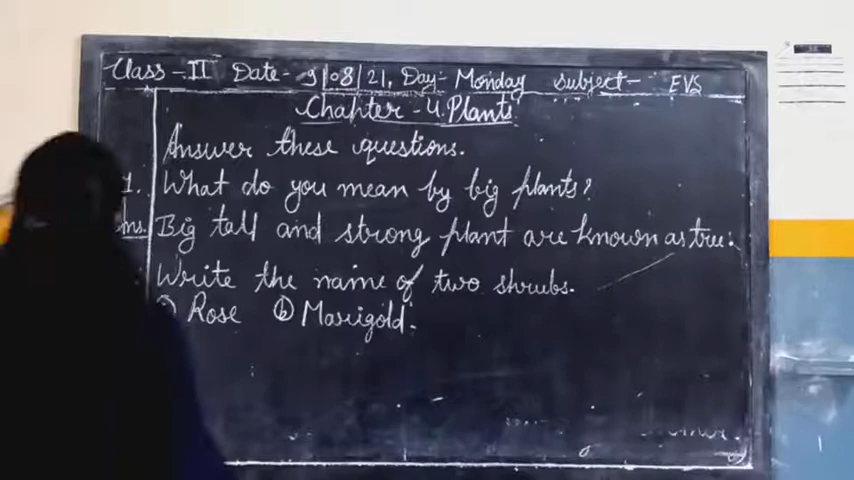 Class - II Date - 9/08/21, Day - Monday Subject - EVS
Chapter - 4 Plants
Answer these questions.
1. What do you mean by big plants?
Ans. Big tall and strong plant are known as tree.
Write the name of two shrubs.
Rose (b) Marigold.